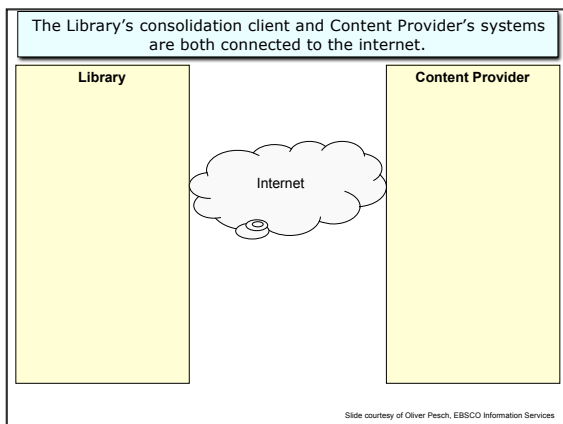 The Library’s consolidation client and Content Provider’s systems
are both connected to the internet.
Library
Content Provider
Internet
Slide courtesy of Oliver Pesch, EBSCO Information Services